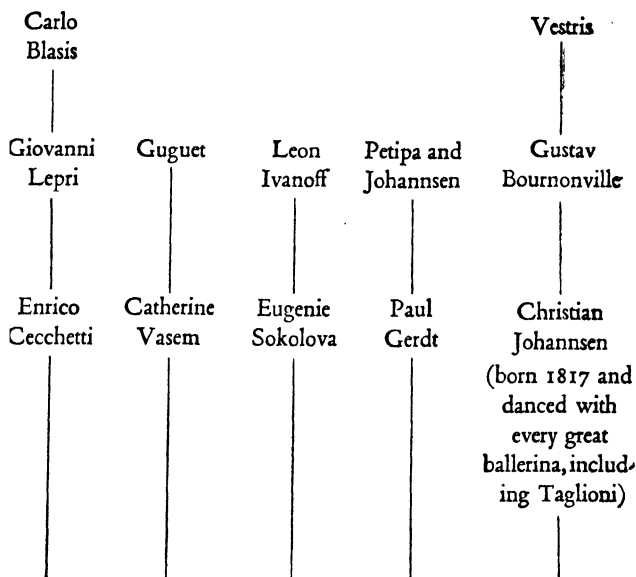 Carlo
Blasis
Vestris
Giovanni
Lepri
Guguet
Leon
Ivanoff
Petipa and
Johannsen
Gustav
Bournonville
Enrico
Cecchetti
Catherine
Vasem
Eugenie
Sokolova
Paul
Gerdt
Christian
Johannsen
(born 1817 and
danced with
every great
ballerina, includ-
ing Taglioni)